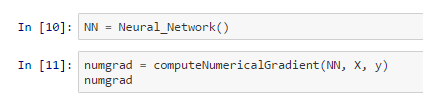 In [10]: NN = Neural_Network()
In [11]: numgrad = computeNumericalGradient(NN, X, y)
numgrad